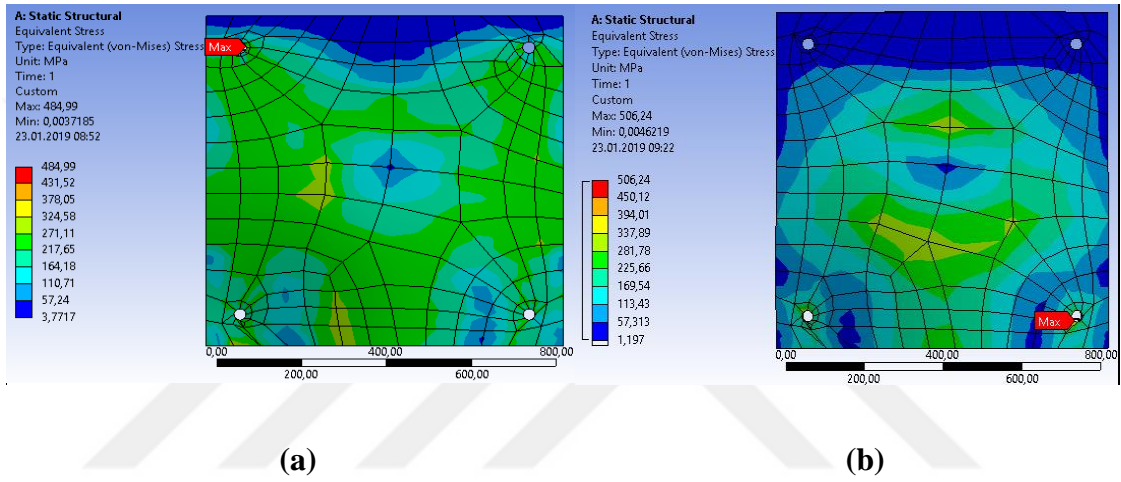 A: Static Structural
Equivalent Stress
Type: Equivalent (von-Mises) Stress
Unit: MPa
Time: 1
Custom
Max: 484,99
Min: 0,0037185
23.01.2019 08:52
484,99
431,52
378,05
324,58
271,11
217,65
164,18
110,71
57,24
3,7717
Max
0,00 400,00 800,00
200,00 600,00
(a)
A: Static Structural
Equivalent Stress
Type: Equivalent (von-Mises) Stress
Unit: MPa
Time: 1
Custom
Max: 506,24
Min: 0,0046219
23.01.2019 09:22
506,24
450,12
394,01
337,89
281,78
225,66
169,54
113,43
57,313
1,197
Max
0,00 400,00 800,00
200,00 600,00
(b)